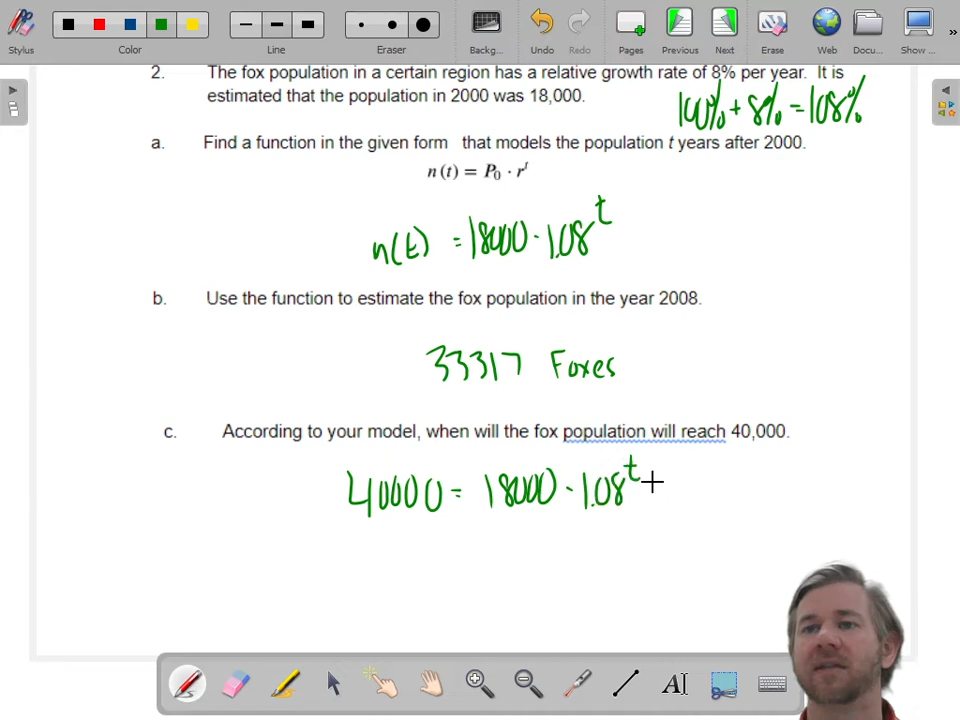 Stylus
Color
Line
Eraser
Backg...
Undo
Redo
Pages
Previous
Next
Erase
Web
Docu...
Show ...
»
2. The fox population in a certain region has a relative growth rate of 8% per year. It is
estimated that the population in 2000 was 18,000.
100% + 8% = 108%
a. Find a function in the given form that models the population t years after 2000.
n (t) = P₀ · rᵗ
n(t) = 18000 · 1.08ᵗ
b. Use the function to estimate the fox population in the year 2008.
33317 Foxes
c. According to your model, when will the fox population will reach 40,000.
40000 = 18000 · 1.08ᵗ
A